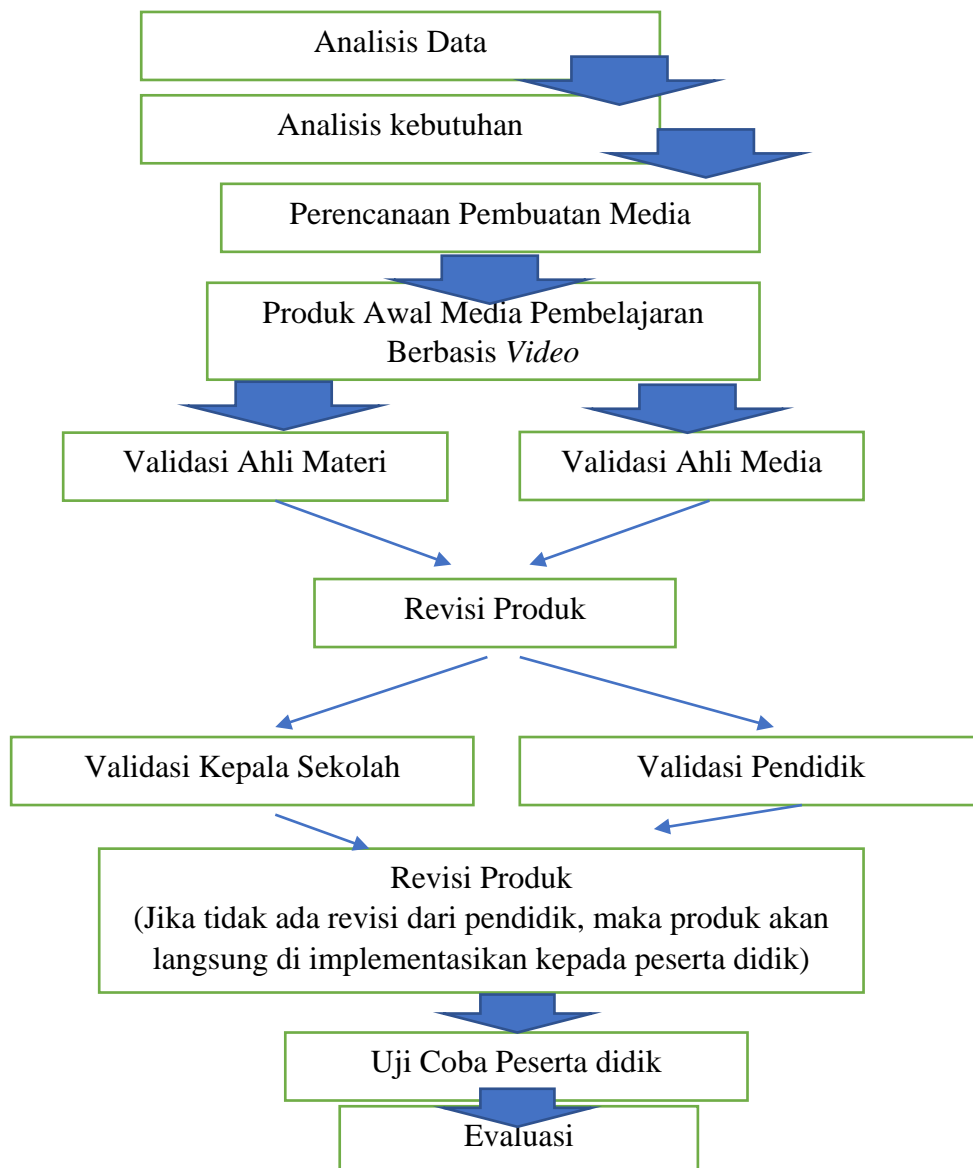 Analisis Data
Analisis kebutuhan
Perencanaan Pembuatan Media
Produk Awal Media Pembelajaran
Berbasis Video
Validasi Ahli Materi
Validasi Ahli Media
Revisi Produk
Validasi Kepala Sekolah
Validasi Pendidik
Revisi Produk
(Jika tidak ada revisi dari pendidik, maka produk akan
langsung di implementasikan kepada peserta didik)
Uji Coba Peserta didik
Evaluasi